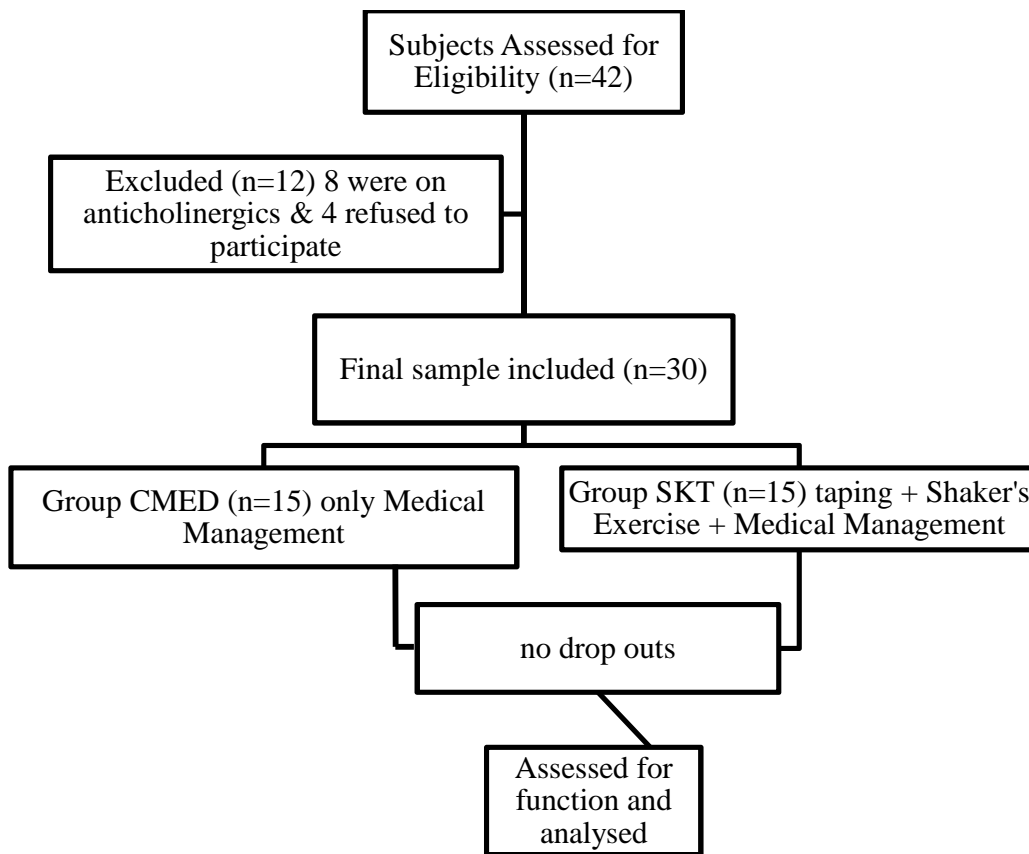 Subjects Assessed for
Eligibility (n=42)
Excluded (n=12) 8 were on
anticholinergics & 4 refused to
participate
Final sample included (n=30)
Group CMED (n=15) only Medical
Management
Group SKT (n=15) taping + Shaker's
Exercise + Medical Management
no drop outs
Assessed for
function and
analysed